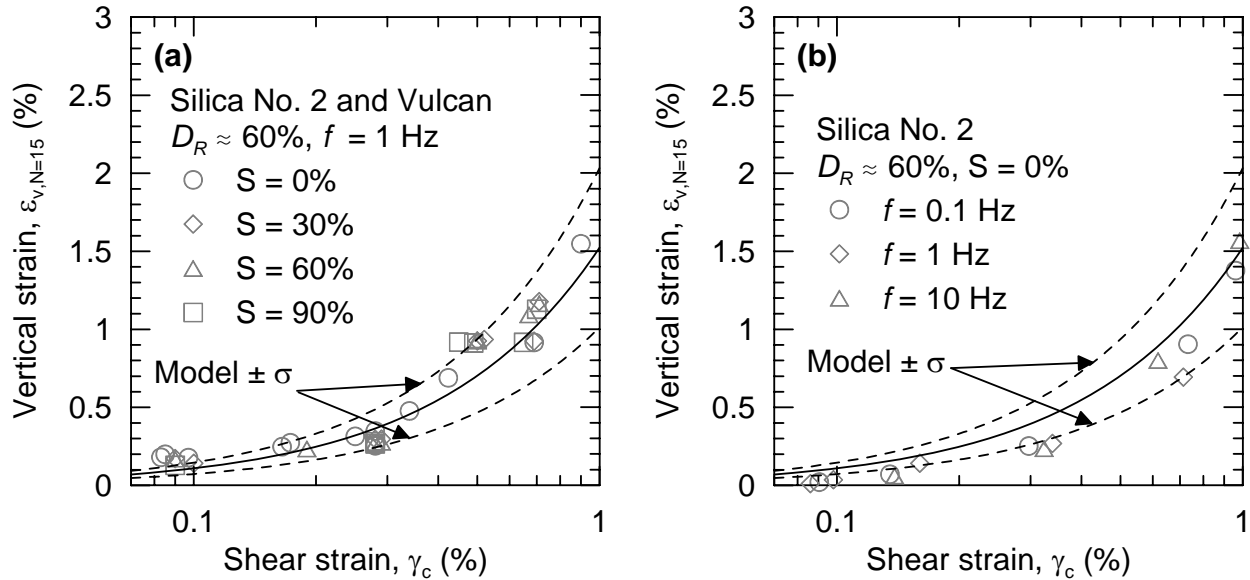 (a)
Silica No. 2 and Vulcan
D_R ≈ 60%, f = 1 Hz
S = 0%
S = 30%
S = 60%
S = 90%
Model ± σ
Vertical strain, ε_v,N=15 (%)
3
2.5
2
1.5
1
0.5
0
0.1
1
Shear strain, γ_c (%)
(b)
Silica No. 2
D_R ≈ 60%, S = 0%
f = 0.1 Hz
f = 1 Hz
f = 10 Hz
Model ± σ
Vertical strain, ε_v,N=15 (%)
3
2.5
2
1.5
1
0.5
0
0.1
1
Shear strain, γ_c (%)